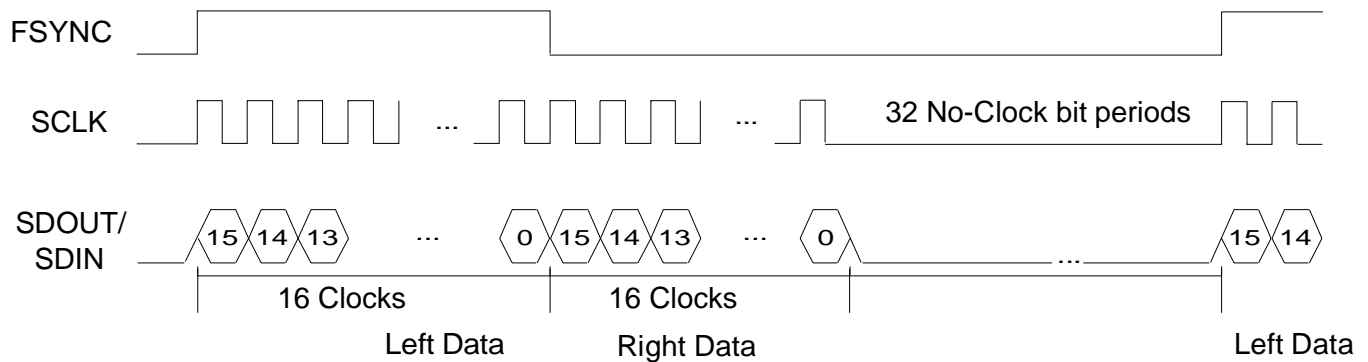 FSYNC
SCLK
... ... 32 No-Clock bit periods
SDOUT/
SDIN
15 14 13 ... 0 15 14 13 ... 0 ... 15 14
16 Clocks 16 Clocks
Left Data Right Data Left Data